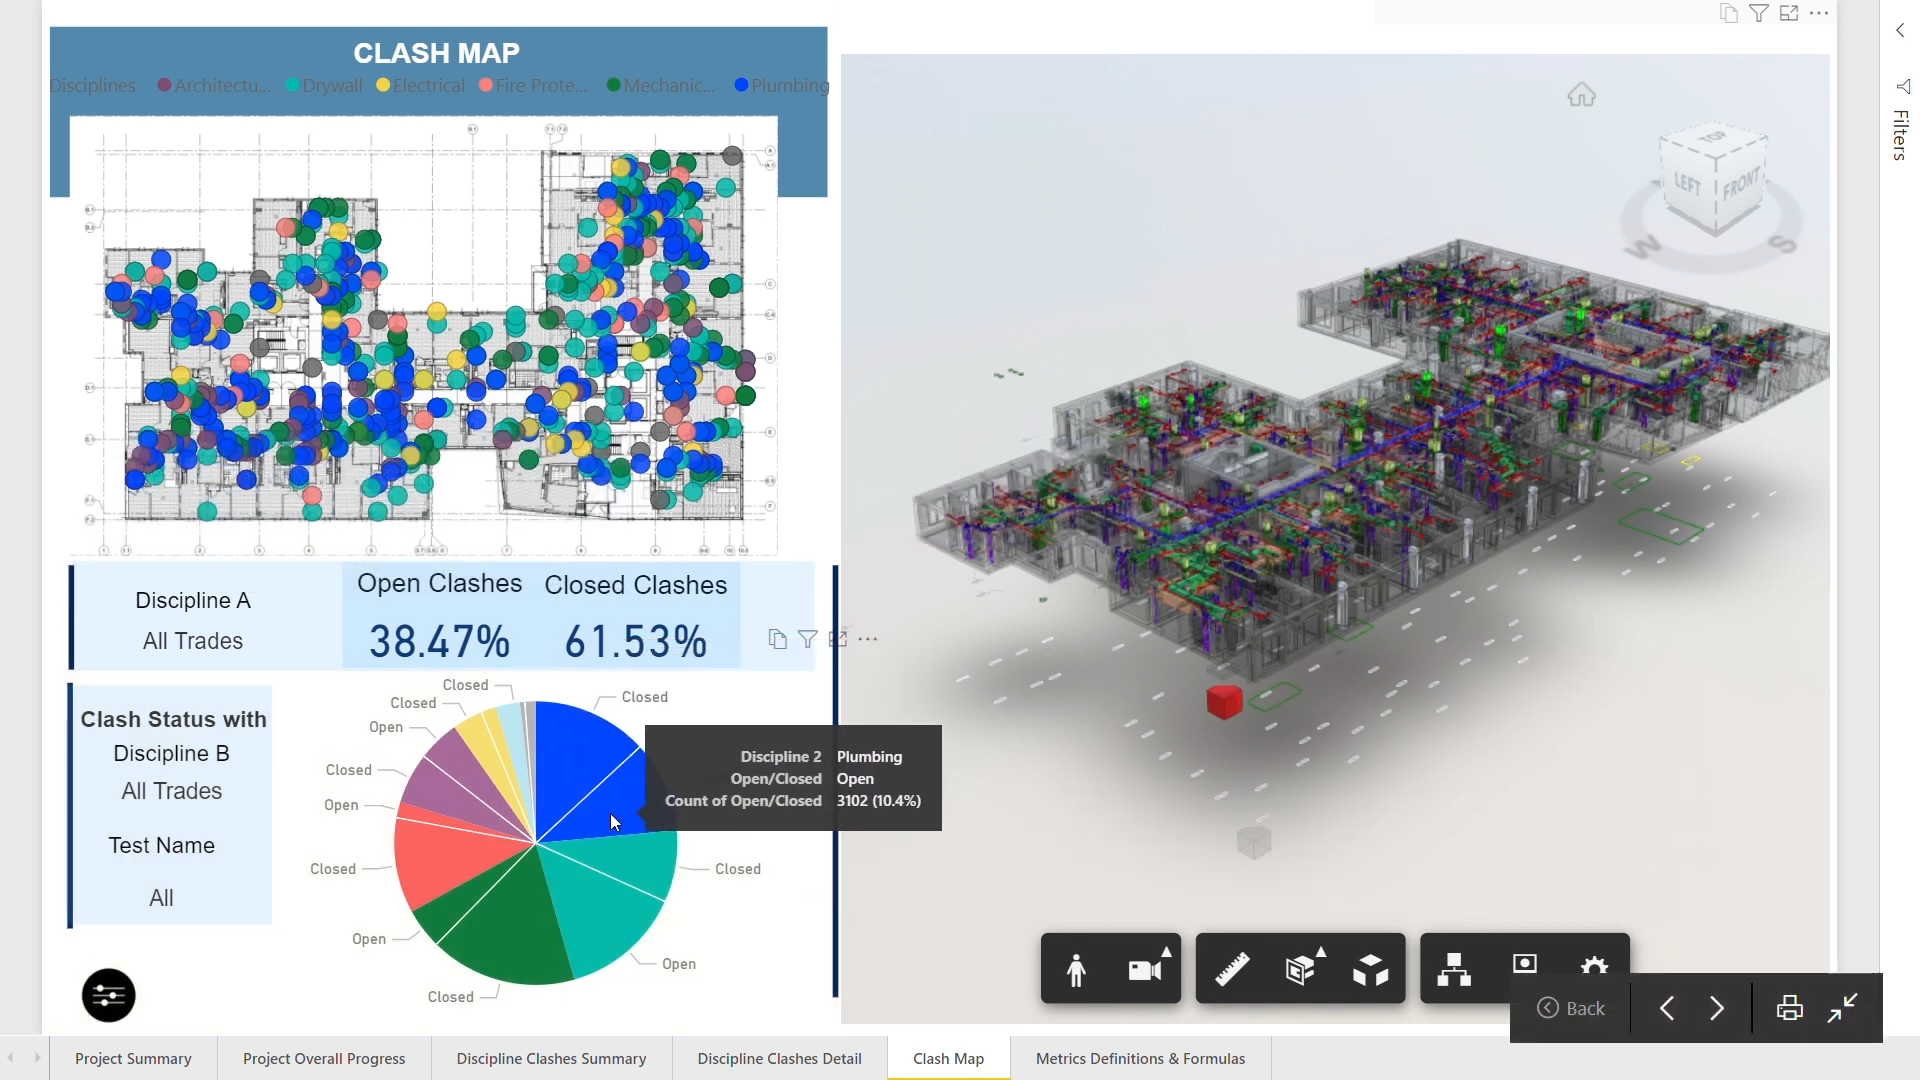 CLASH MAP
Disciplines Architectu... Drywall Electrical Fire Prote... Mechanic... Plumbing
TOP
LEFT
FRONT
W
S
Filters
Discipline A
All Trades
Open Clashes
38.47%
Closed Clashes
61.53%
Clash Status with
Discipline B
All Trades
Test Name
All
Closed
Closed
Closed
Open
Closed
Open
Closed
Open
Closed
Open
Closed
Discipline 2 Plumbing
Open/Closed Open
Count of Open/Closed 3102 (10.4%)
Back
Project Summary
Project Overall Progress
Discipline Clashes Summary
Discipline Clashes Detail
Clash Map
Metrics Definitions & Formulas